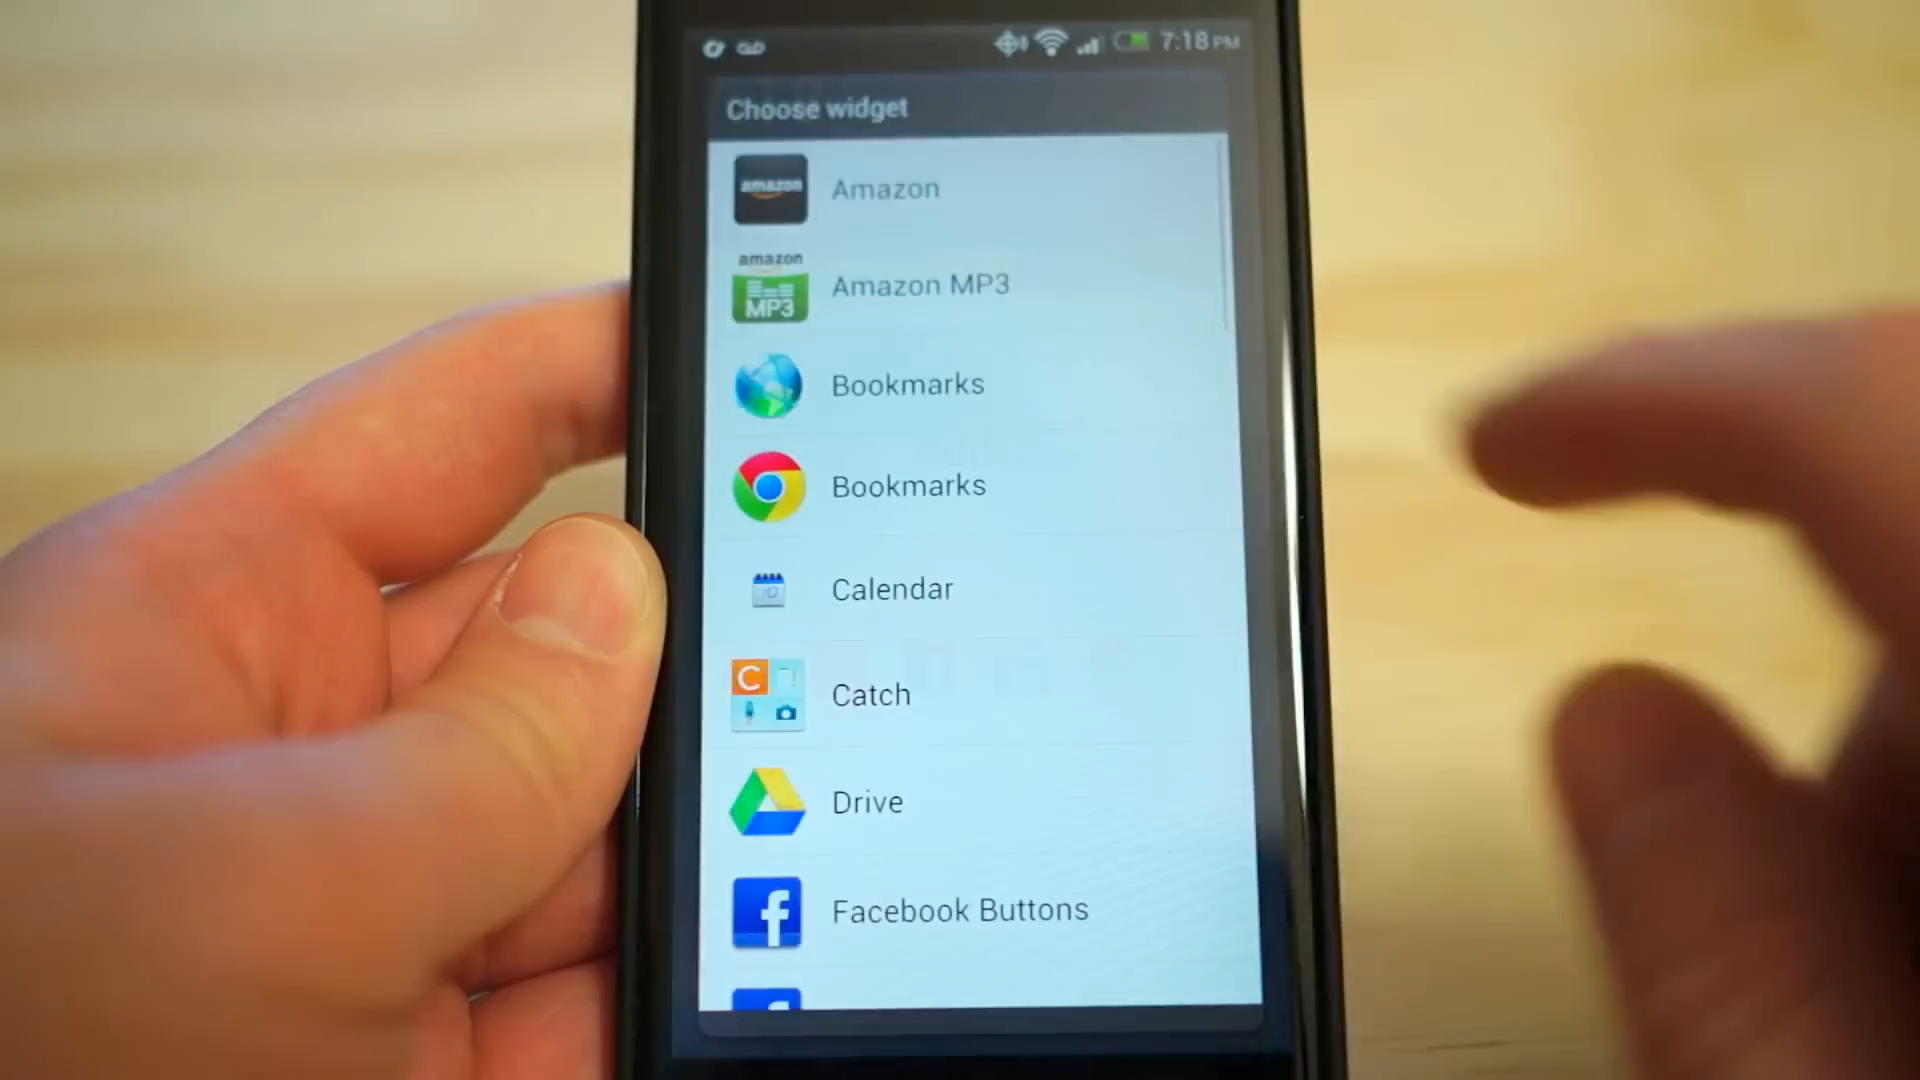 7:18 PM
Choose widget
amazon
Amazon
amazon
MP3
Amazon MP3
Bookmarks
Bookmarks
Calendar
C
Catch
Drive
f
Facebook Buttons
f